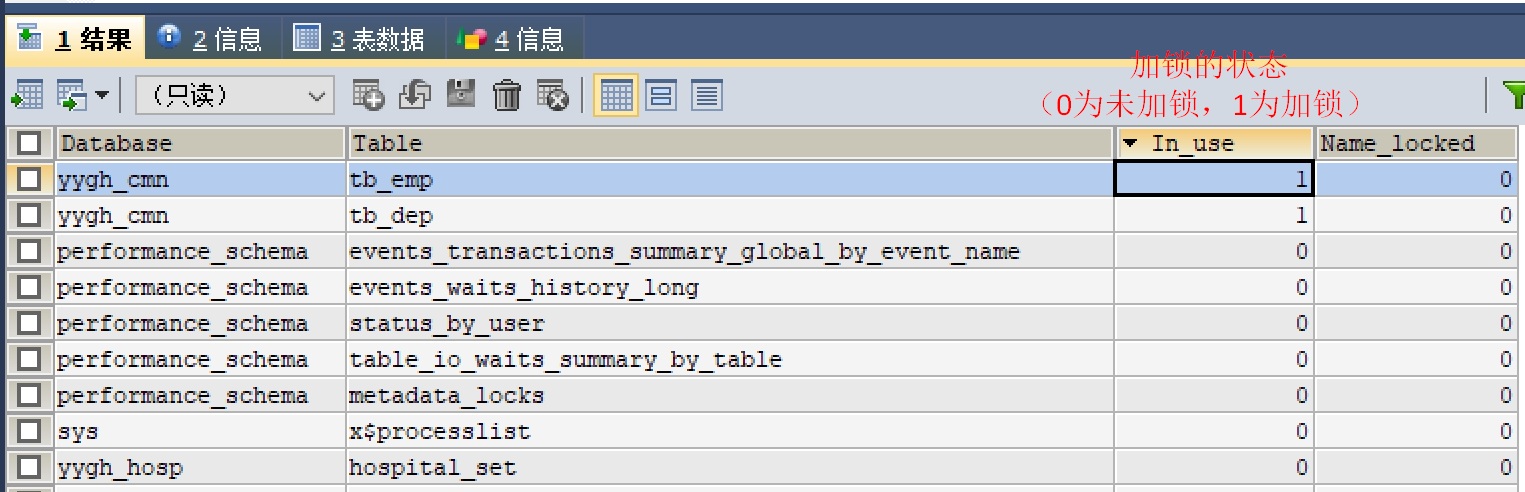 1 结果 2 信息 3 表数据 4 信息
加锁的状态
(只读) （0为未加锁，1为加锁）
Database Table In_use Name_locked
yygh_cmn tb_emp 1 0
yygh_cmn tb_dep 1 0
performance_schema events_transactions_summary_global_by_event_name 0 0
performance_schema events_waits_history_long 0 0
performance_schema status_by_user 0 0
performance_schema table_io_waits_summary_by_table 0 0
performance_schema metadata_locks 0 0
sys x$processlist 0 0
yygh_hosp hospital_set 0 0